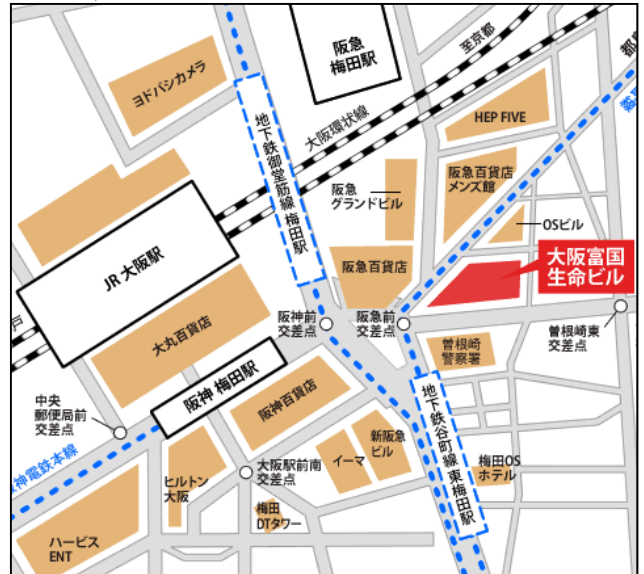 阪急
梅田駅
至京都
ヨドバシカメラ
大阪環状線
HEP FIVE
地下鉄御堂筋線 梅田駅
阪急
グランドビル
阪急百貨店
メンズ館
OSビル
JR 大阪駅
阪急百貨店
大阪富国
生命ビル
大丸百貨店
阪神前
交差点
阪急前
交差点
曽根崎東
交差点
曽根崎
警察署
阪神 梅田駅
中央
郵便局前
交差点
阪神百貨店
地下鉄谷町線 東梅田駅
新阪急
ビル
イーマ
神電鉄本線
ヒルトン
大阪
大阪駅前南
交差点
梅田OS
ホテル
梅田
DTタワー
ハービス
ENT